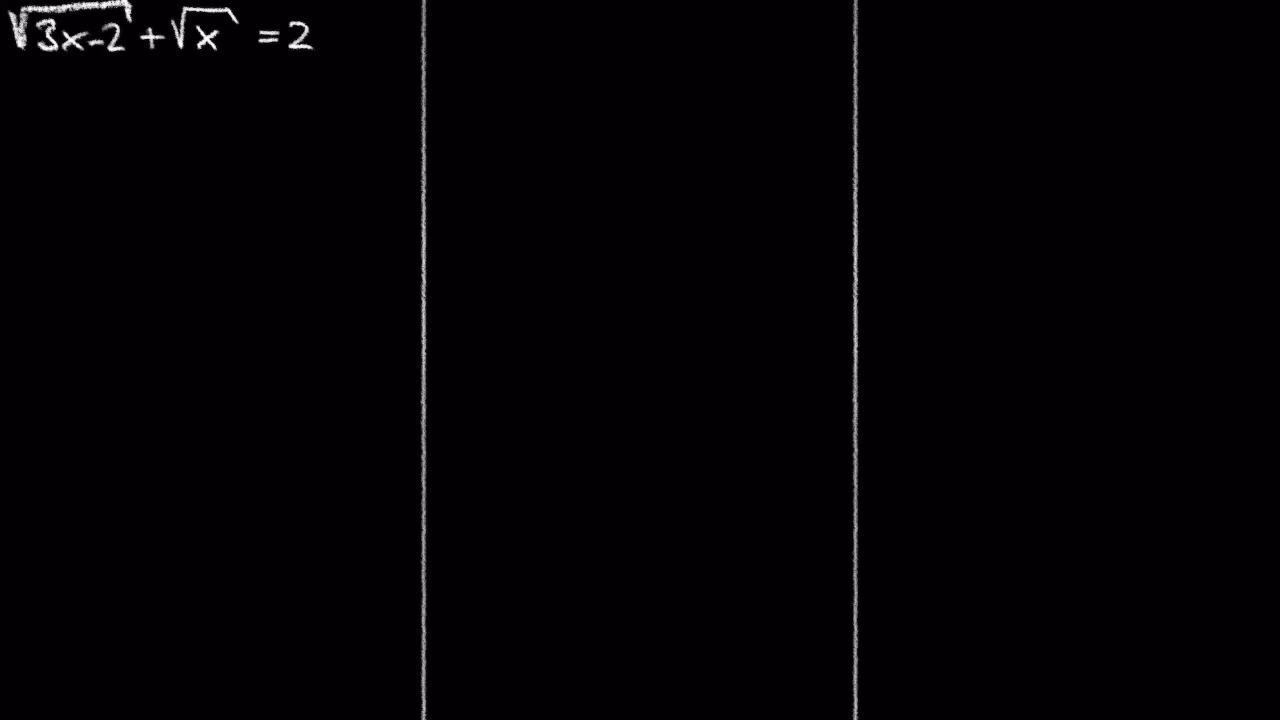 √(3x-2) + √x = 2